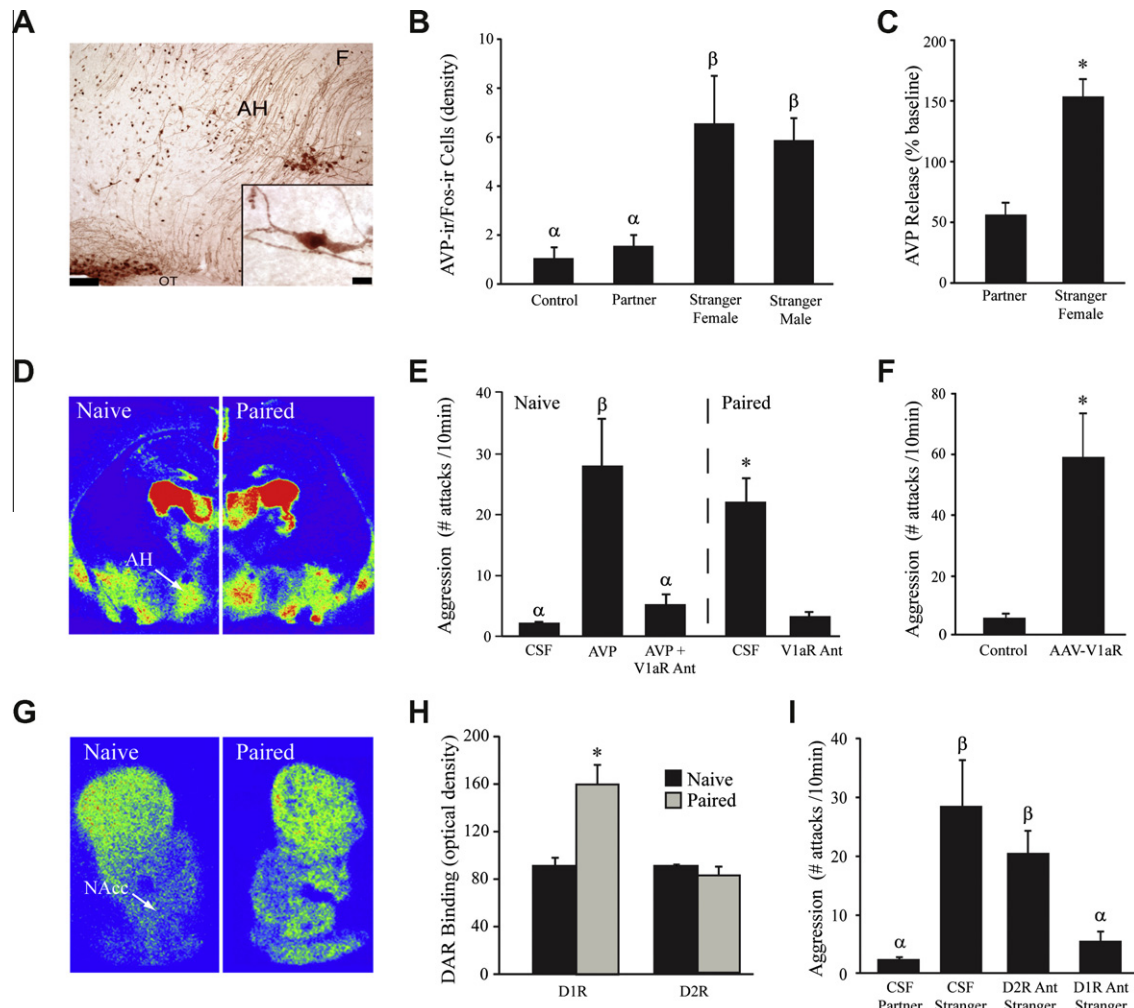 A
F
AH
OT
B
AVP-ir/Fos-ir Cells (density)
10
8
6
4
2
0
α
α
β
β
Control
Partner
Stranger
Female
Stranger
Male
C
AVP Release (% baseline)
200
150
100
50
0
*
Partner
Stranger
Female
D
Naive
Paired
AH
E
Aggression (# attacks /10min)
40
30
20
10
0
Naive
Paired
α
β
α
*
CSF
AVP
AVP +
V1aR Ant
CSF
V1aR Ant
F
Aggression (# attacks /10min)
80
60
40
20
0
*
Control
AAV-V1aR
G
Naive
Paired
NAcc
H
DAR Binding (optical density)
200
160
120
80
40
0
*
Naive
Paired
D1R
D2R
I
Aggression (# attacks /10min)
40
30
20
10
0
α
β
β
α
CSF
Partner
CSF
Stranger
D2R Ant
Stranger
D1R Ant
Stranger